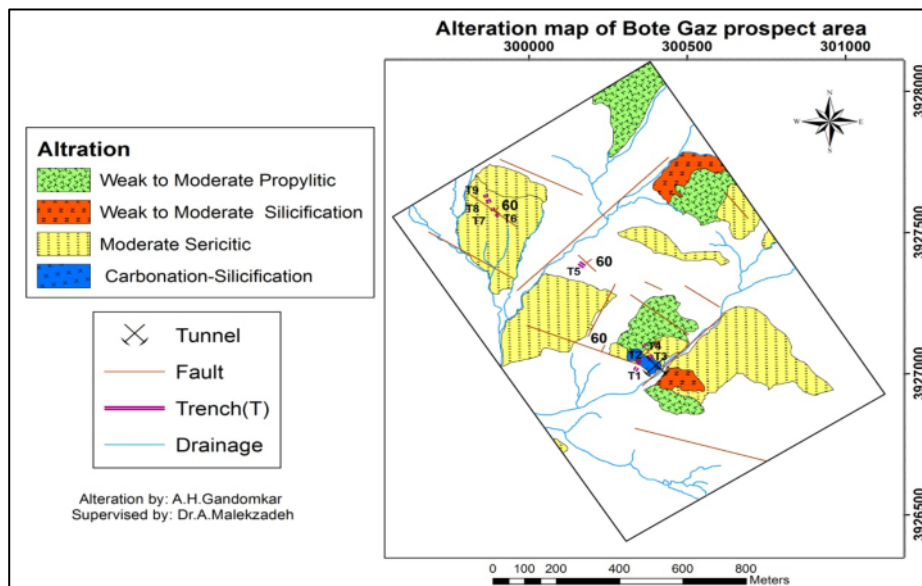 Alteration map of Bote Gaz prospect area
300000 300500 301000
3928000
3927500
3927000
3926500
N
W E
S
Altration
Weak to Moderate Propylitic
Weak to Moderate Silicification
Moderate Sericitic
Carbonation-Silicification
Tunnel
Fault
Trench(T)
Drainage
Alteration by: A.H.Gandomkar
Supervised by: Dr.A.Malekzadeh
T9
60
T8
T7 T6
60
T5
60
T4
T2 T3
T1
0 100 200 400 600 800
Meters